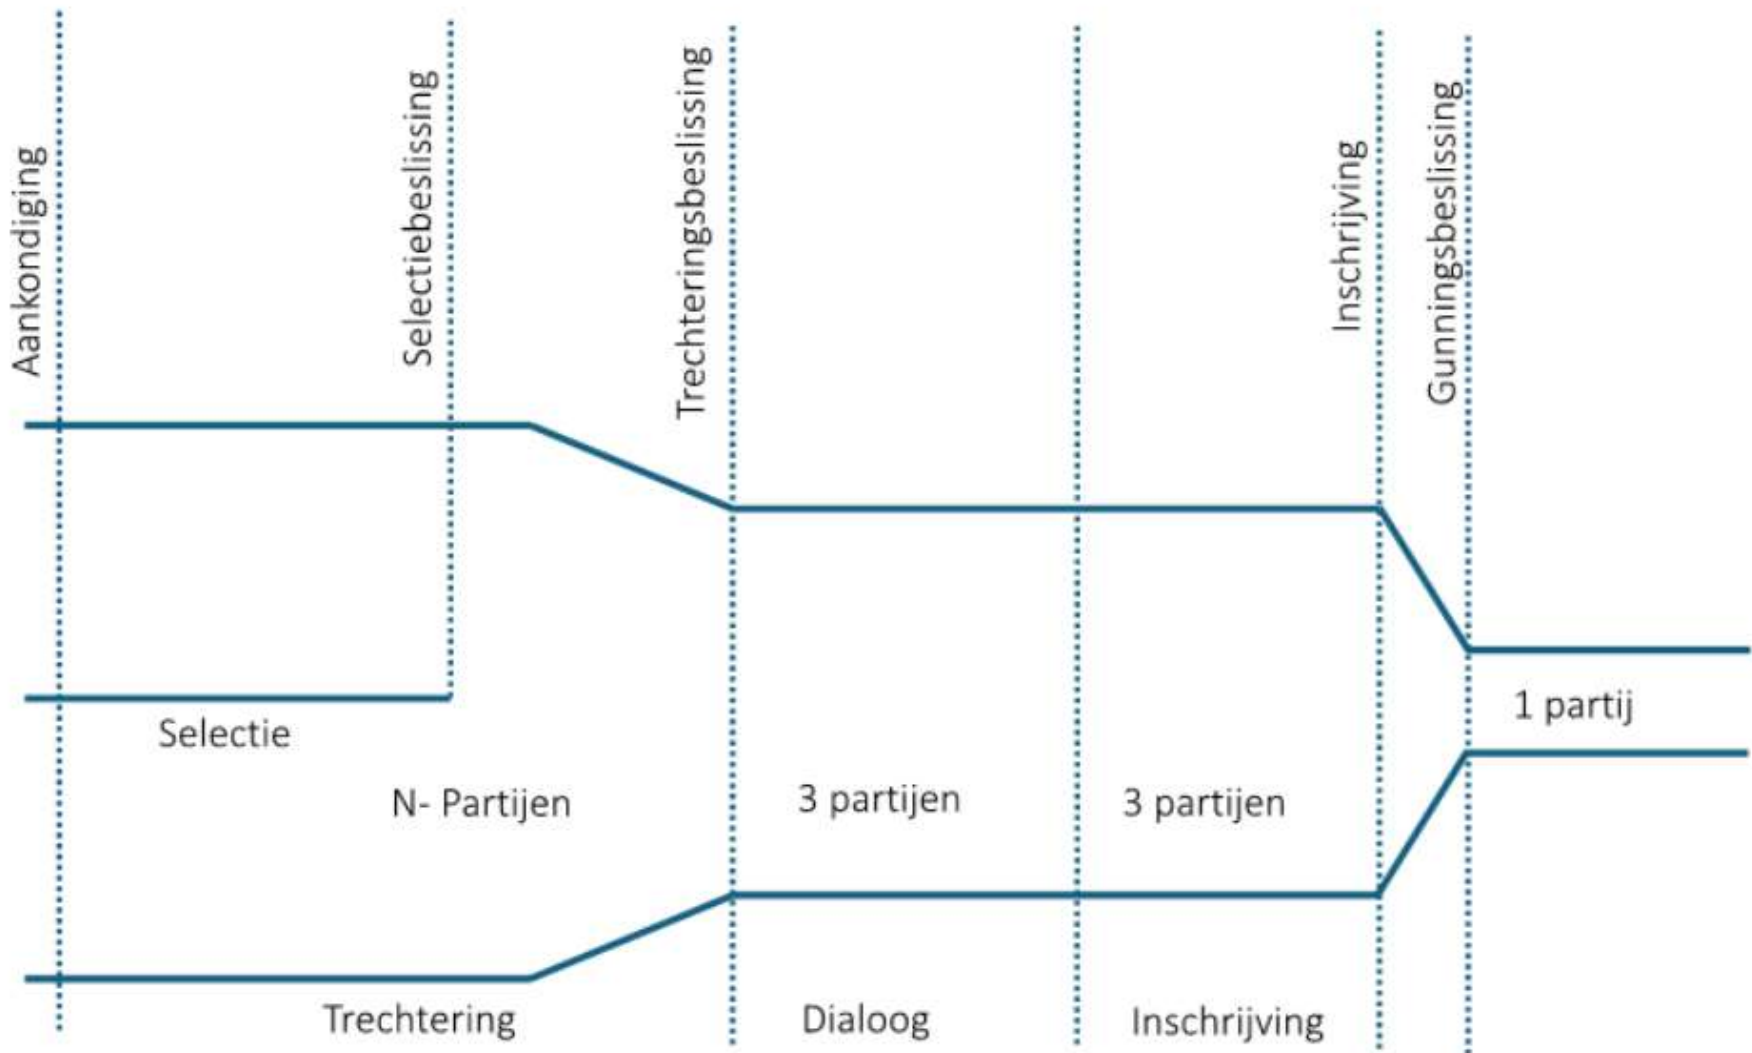 Aankondiging
Selectiebeslissing
Trechteringsbeslissing
Inschrijving
Gunningsbeslissing
Selectie
N- Partijen
3 partijen
3 partijen
1 partij
Trechtering
Dialoog
Inschrijving